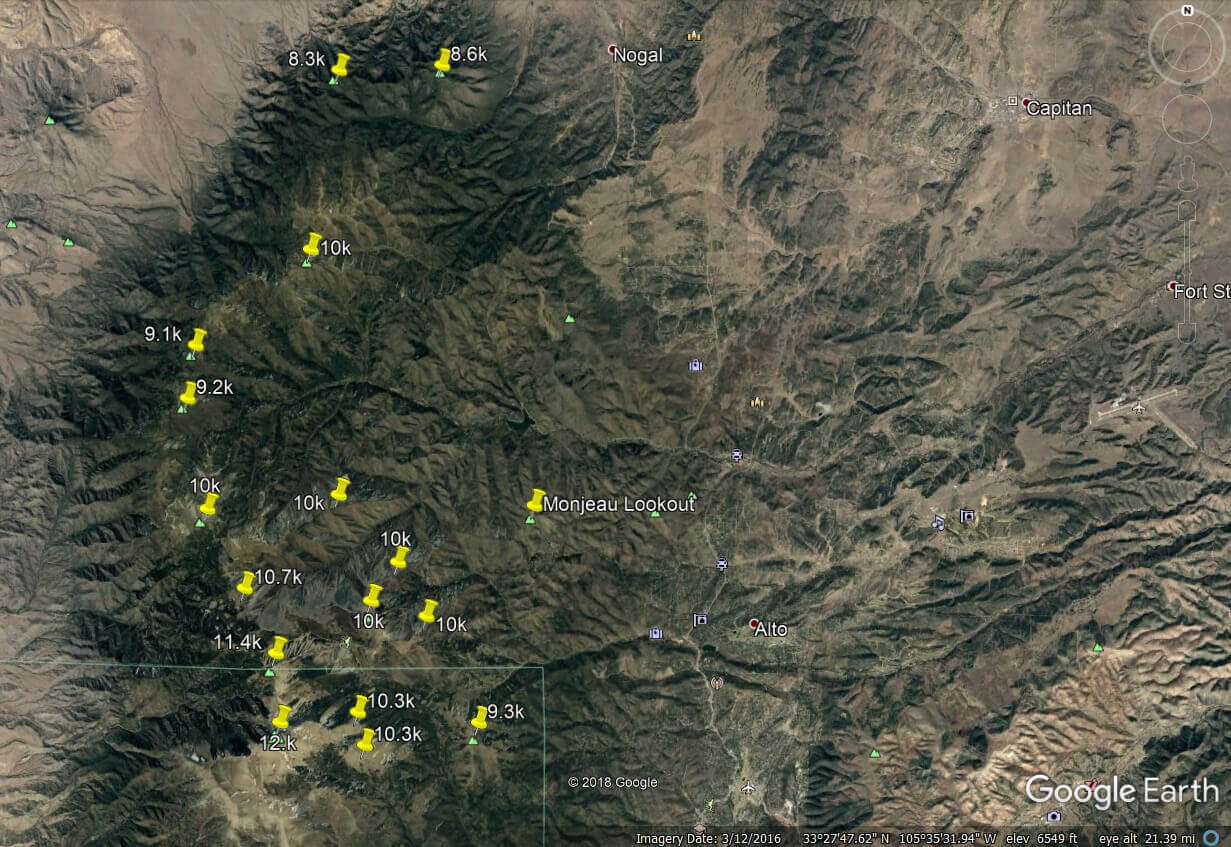 8.3k
8.6k
Nogal
N
Capitan
10k
Fort St
9.1k
9.2k
10k
10k
Monjeau Lookout
10k
10.7k
10k
10k
Alto
11.4k
10.3k
9.3k
12.k
10.3k
© 2018 Google
Google Earth
Imagery Date: 3/12/2016 33°27'47.62" N 105°35'31.94" W elev 6549 ft eye alt 21.39 mi